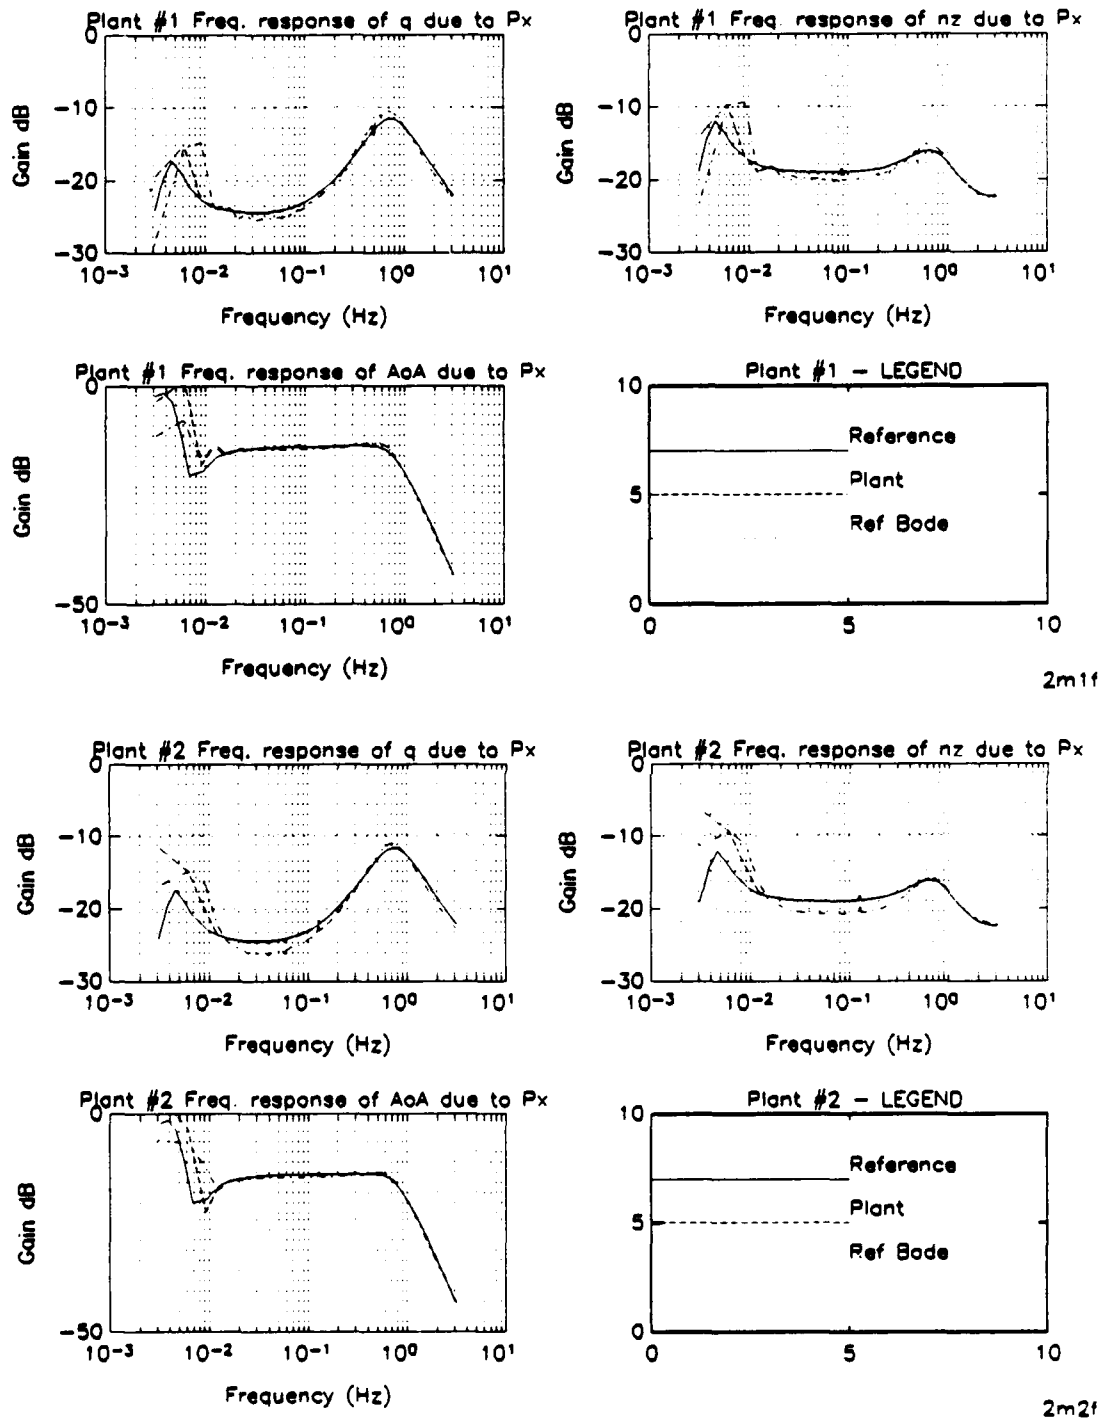 Plant #1 Freq. response of q due to Px
0
-10
-20
-30
Gain dB
10-3 10-2 10-1 100 101
Frequency (Hz)
Plant #1 Freq. response of nz due to Px
0
-10
-20
-30
Gain dB
10-3 10-2 10-1 100 101
Frequency (Hz)
Plant #1 Freq. response of AoA due to Px
0
-50
Gain dB
10-3 10-2 10-1 100 101
Frequency (Hz)
Plant #1 - LEGEND
10
5
0
Reference
Plant
Ref Bode
0 5 10
2m1f
Plant #2 Freq. response of q due to Px
0
-10
-20
-30
Gain dB
10-3 10-2 10-1 100 101
Frequency (Hz)
Plant #2 Freq. response of nz due to Px
0
-10
-20
-30
Gain dB
10-3 10-2 10-1 100 101
Frequency (Hz)
Plant #2 Freq. response of AoA due to Px
0
-50
Gain dB
10-3 10-2 10-1 100 101
Frequency (Hz)
Plant #2 - LEGEND
10
5
0
Reference
Plant
Ref Bode
0 5 10
2m2f